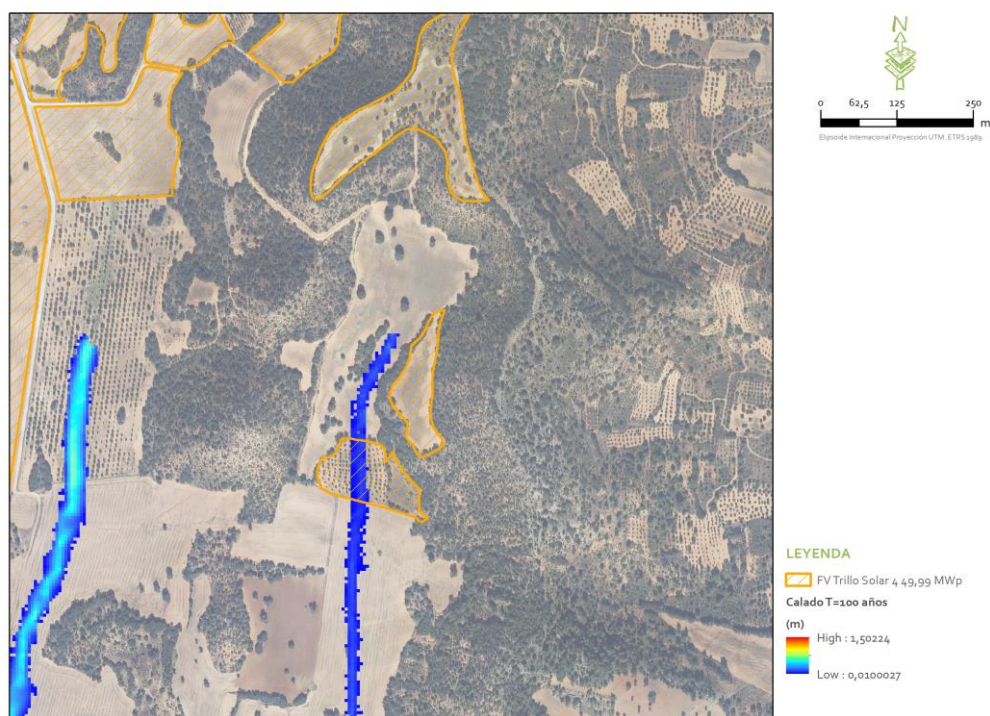 N
0 62,5 125 250
m
Elipsoide Internacional Proyección UTM. ETRS 1989.
LEYENDA
FV Trillo Solar 4 49,99 MWp
Calado T=100 años
(m)
High : 1,50224
Low : 0,0100027